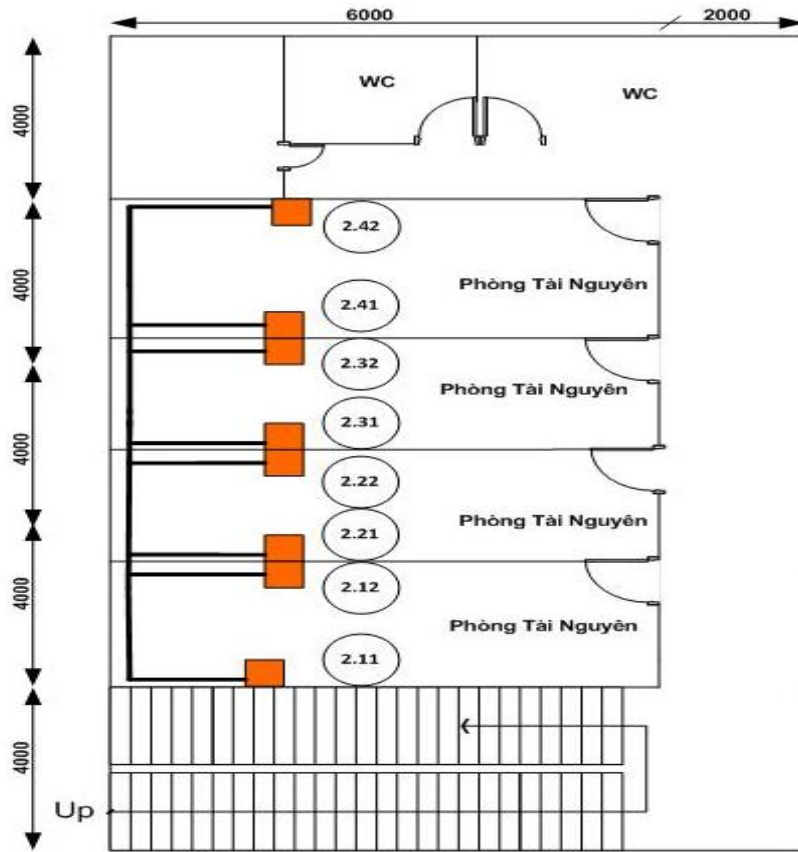 6000
2000
WC
WC
4000
2.42
4000
Phòng Tài Nguyên
2.41
2.32
Phòng Tài Nguyên
4000
2.31
2.22
Phòng Tài Nguyên
2.21
4000
2.12
Phòng Tài Nguyên
2.11
4000
Up